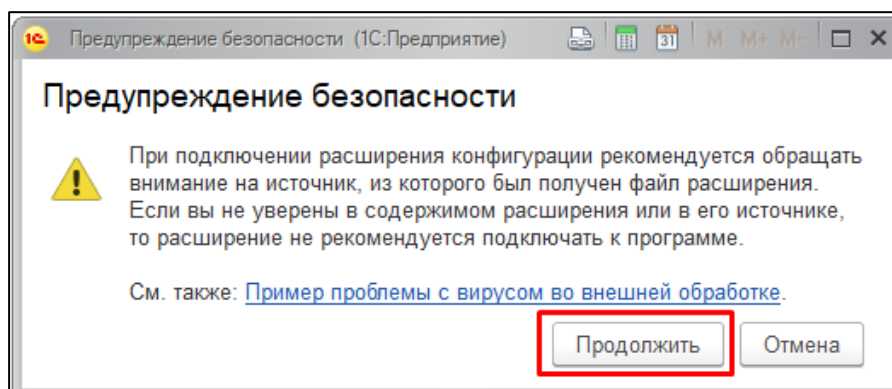 1С Предупреждение безопасности (1С:Предприятие) 31 M M+ M-
Предупреждение безопасности
При подключении расширения конфигурации рекомендуется обращать
внимание на источник, из которого был получен файл расширения.
Если вы не уверены в содержимом расширения или в его источнике,
то расширение не рекомендуется подключать к программе.
См. также: Пример проблемы с вирусом во внешней обработке.
Продолжить Отмена